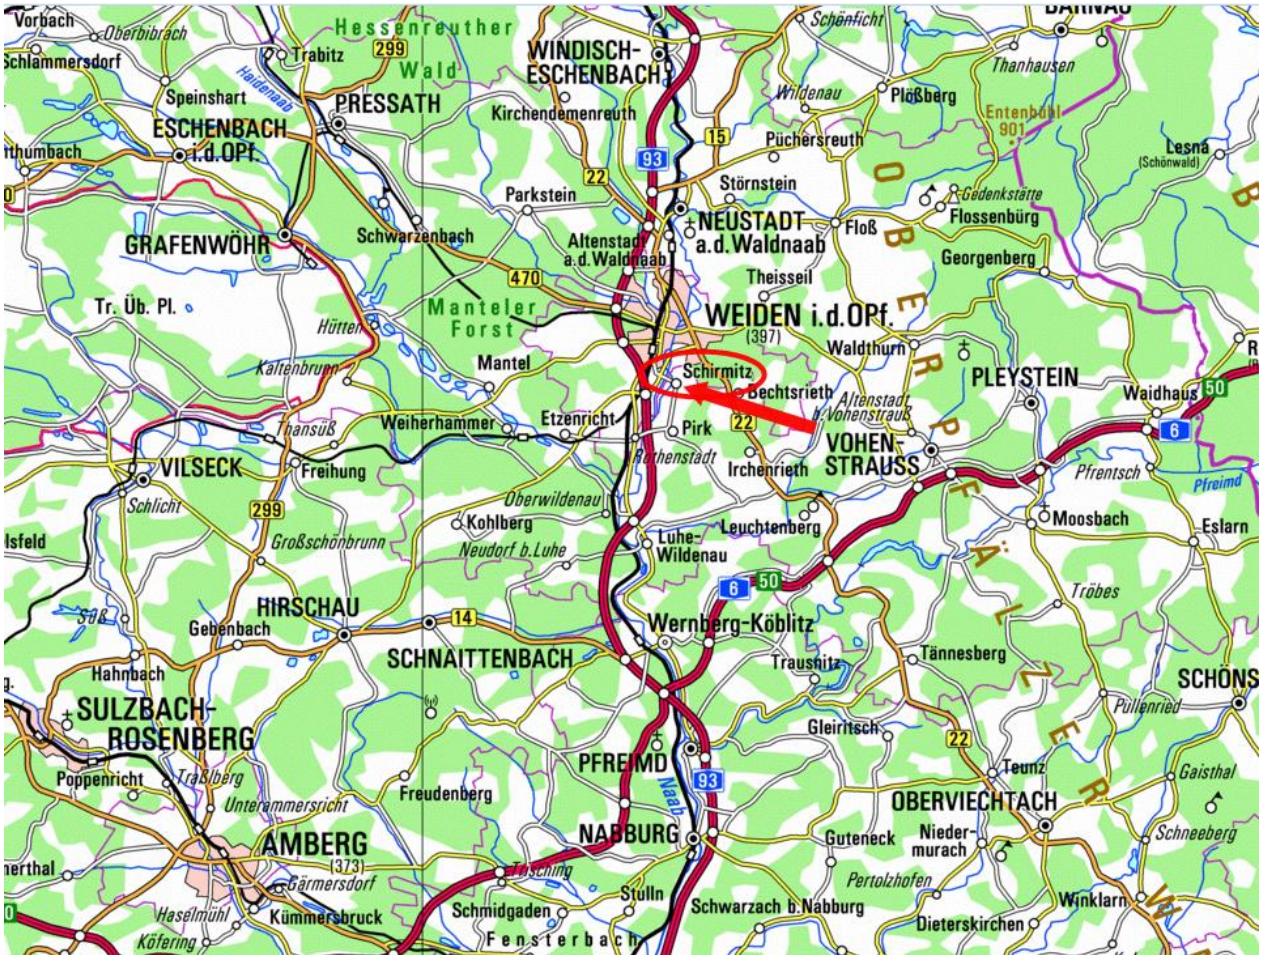 Vorbach
Oberbibrach
Schlammersdorf
Trabitz
Hessenreuther
299
Wald
WINDISCH-
ESCHENBACH
Schönficht
BÄRNAU
Thanhausen
Haidenaab
Speinshart
PRESSATH
Kirchendemenreuth
Wildenau
Plößberg
Entenbühl
901
ESCHENBACH
i.d.OPf.
93
15
Püchersreuth
Lesná
(Schönwald)
thumbach
22
Parkstein
Störnstein
Gedenkstätte
Flossenbürg
NEUSTADT
a.d.Waldnaab
Floß
GRAFENWÖHR
Schwarzenbach
Altenstadt
a.d.Waldnaab
Georgenberg
470
Theisseil
Tr. Üb. Pl.
Manteler
Forst
WEIDEN i.d.OPf.
(397)
Hütten
Waldthurn
Kaltenbrunn
Mantel
Schirmitz
PLEYSTEIN
Bechtsrieth
Altenstadt
b.Vohenstrauß
Waidhaus
50
Weiherhammer
Etzenricht
22
Thansüß
Pirk
VOHEN-
STRAUSS
6
VILSECK
Freihung
Rothenstadt
Irchenrieth
Pfrentsch
Pfreimd
Schlicht
299
Oberwildenau
Kohlberg
Leuchtenberg
Moosbach
Eslarn
lsfeld
Großschönbrunn
Neudorf b.Luhe
Luhe-
Wildenau
6
50
Tröbes
Süß
HIRSCHAU
14
Gebenbach
Wernberg-Köblitz
Hahnbach
SCHNAITTENBACH
Trausnitz
Tännesberg
SCHÖNS
SULZBACH-
ROSENBERG
Pullenried
Gleiritsch
22
PFREIMD
Teunz
Gaisthal
Poppenricht
Traßlberg
Freudenberg
93
Naab
Unterammersricht
OBERVIECHTACH
AMBERG
(373)
NABBURG
Guteneck
Nieder-
murach
Schneeberg
nerthal
Gärmersdorf
Trisching
Pertolzhofen
Haselmühl
Kümmersbruck
Stulln
Schmidgaden
Schwarzach b.Nabburg
Winklarn
Dieterskirchen
Köfering
Fensterbach
OBERPFÄLZER
W
B